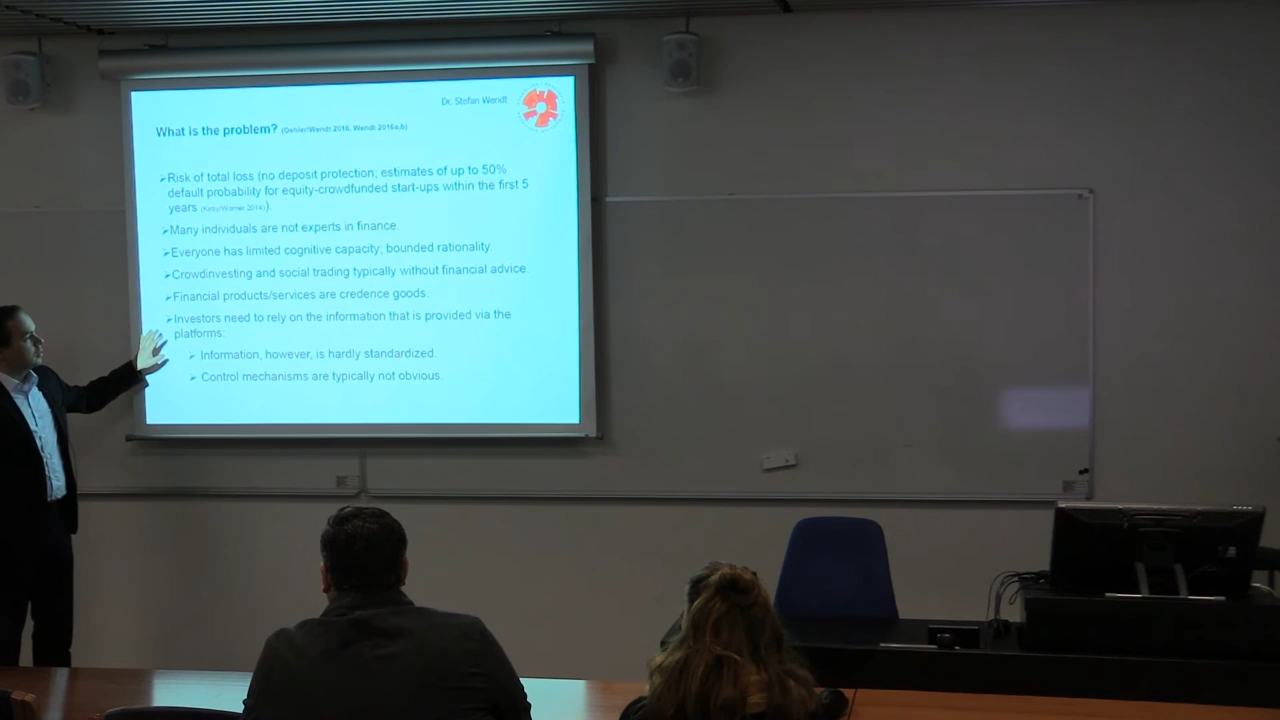 Dr. Stefan Wendt
What is the problem? (Oehler/Wendt 2016, Wendt 2016a,b)
➢Risk of total loss (no deposit protection; estimates of up to 50%
default probability for equity-crowdfunded start-ups within the first 5
years (Kirby/Worner 2014)).
➢Many individuals are not experts in finance.
➢Everyone has limited cognitive capacity; bounded rationality.
➢Crowdinvesting and social trading typically without financial advice.
➢Financial products/services are credence goods.
➢Investors need to rely on the information that is provided via the
platforms:
➢ Information, however, is hardly standardized.
➢ Control mechanisms are typically not obvious.